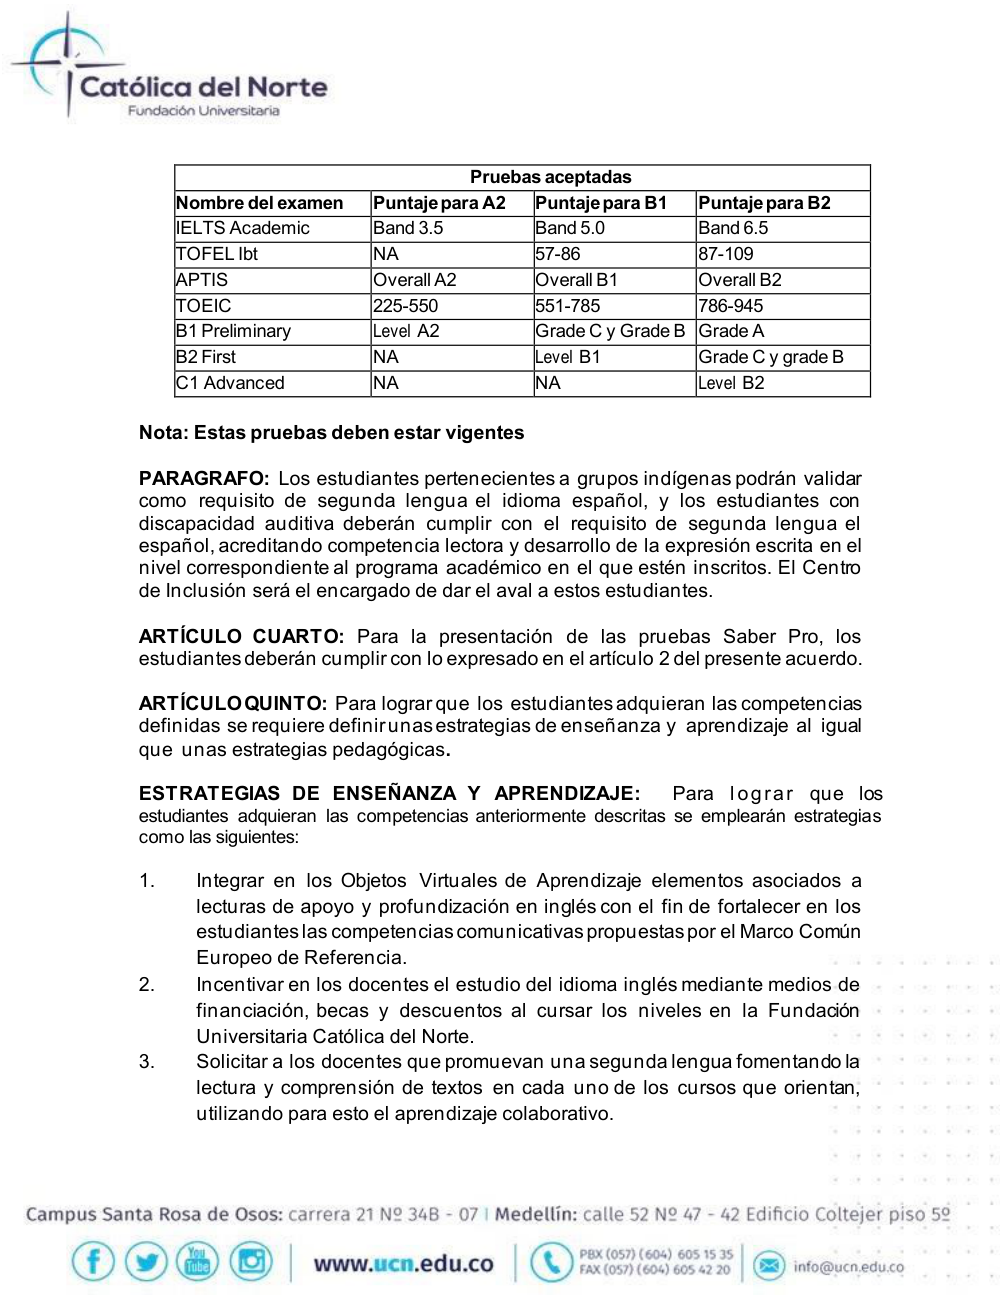 Católica del Norte
Fundación Universitaria
Pruebas aceptadas
Nombre del examen Puntaje para A2 Puntaje para B1 Puntaje para B2
IELTS Academic Band 3.5 Band 5.0 Band 6.5
TOFEL Ibt NA 57-86 87-109
APTIS Overall A2 Overall B1 Overall B2
TOEIC 225-550 551-785 786-945
B1 Preliminary Level A2 Grade C y Grade B Grade A
B2 First NA Level B1 Grade C y grade B
C1 Advanced NA NA Level B2
Nota: Estas pruebas deben estar vigentes
PARAGRAFO: Los estudiantes pertenecientes a grupos indígenas podrán validar
como requisito de segunda lengua el idioma español, y los estudiantes con
discapacidad auditiva deberán cumplir con el requisito de segunda lengua el
español, acreditando competencia lectora y desarrollo de la expresión escrita en el
nivel correspondiente al programa académico en el que estén inscritos. El Centro
de Inclusión será el encargado de dar el aval a estos estudiantes.
ARTÍCULO CUARTO: Para la presentación de las pruebas Saber Pro, los
estudiantes deberán cumplir con lo expresado en el artículo 2 del presente acuerdo.
ARTÍCULO QUINTO: Para lograr que los estudiantes adquieran las competencias
definidas se requiere definir unas estrategias de enseñanza y aprendizaje al igual
que unas estrategias pedagógicas.
ESTRATEGIAS DE ENSEÑANZA Y APRENDIZAJE: Para lograr que los
estudiantes adquieran las competencias anteriormente descritas se emplearán estrategias
como las siguientes:
1. Integrar en los Objetos Virtuales de Aprendizaje elementos asociados a
lecturas de apoyo y profundización en inglés con el fin de fortalecer en los
estudiantes las competencias comunicativas propuestas por el Marco Común
Europeo de Referencia.
2. Incentivar en los docentes el estudio del idioma inglés mediante medios de
financiación, becas y descuentos al cursar los niveles en la Fundación
Universitaria Católica del Norte.
3. Solicitar a los docentes que promuevan una segunda lengua fomentando la
lectura y comprensión de textos en cada uno de los cursos que orientan,
utilizando para esto el aprendizaje colaborativo.
Campus Santa Rosa de Osos: carrera 21 Nº 34B - 07 | Medellín: calle 52 Nº 47 - 42 Edificio Coltejer piso 5º
You
Tube
www.ucn.edu.co
PBX (057) (604) 605 15 35
FAX (057) (604) 605 42 20
info@ucn.edu.co